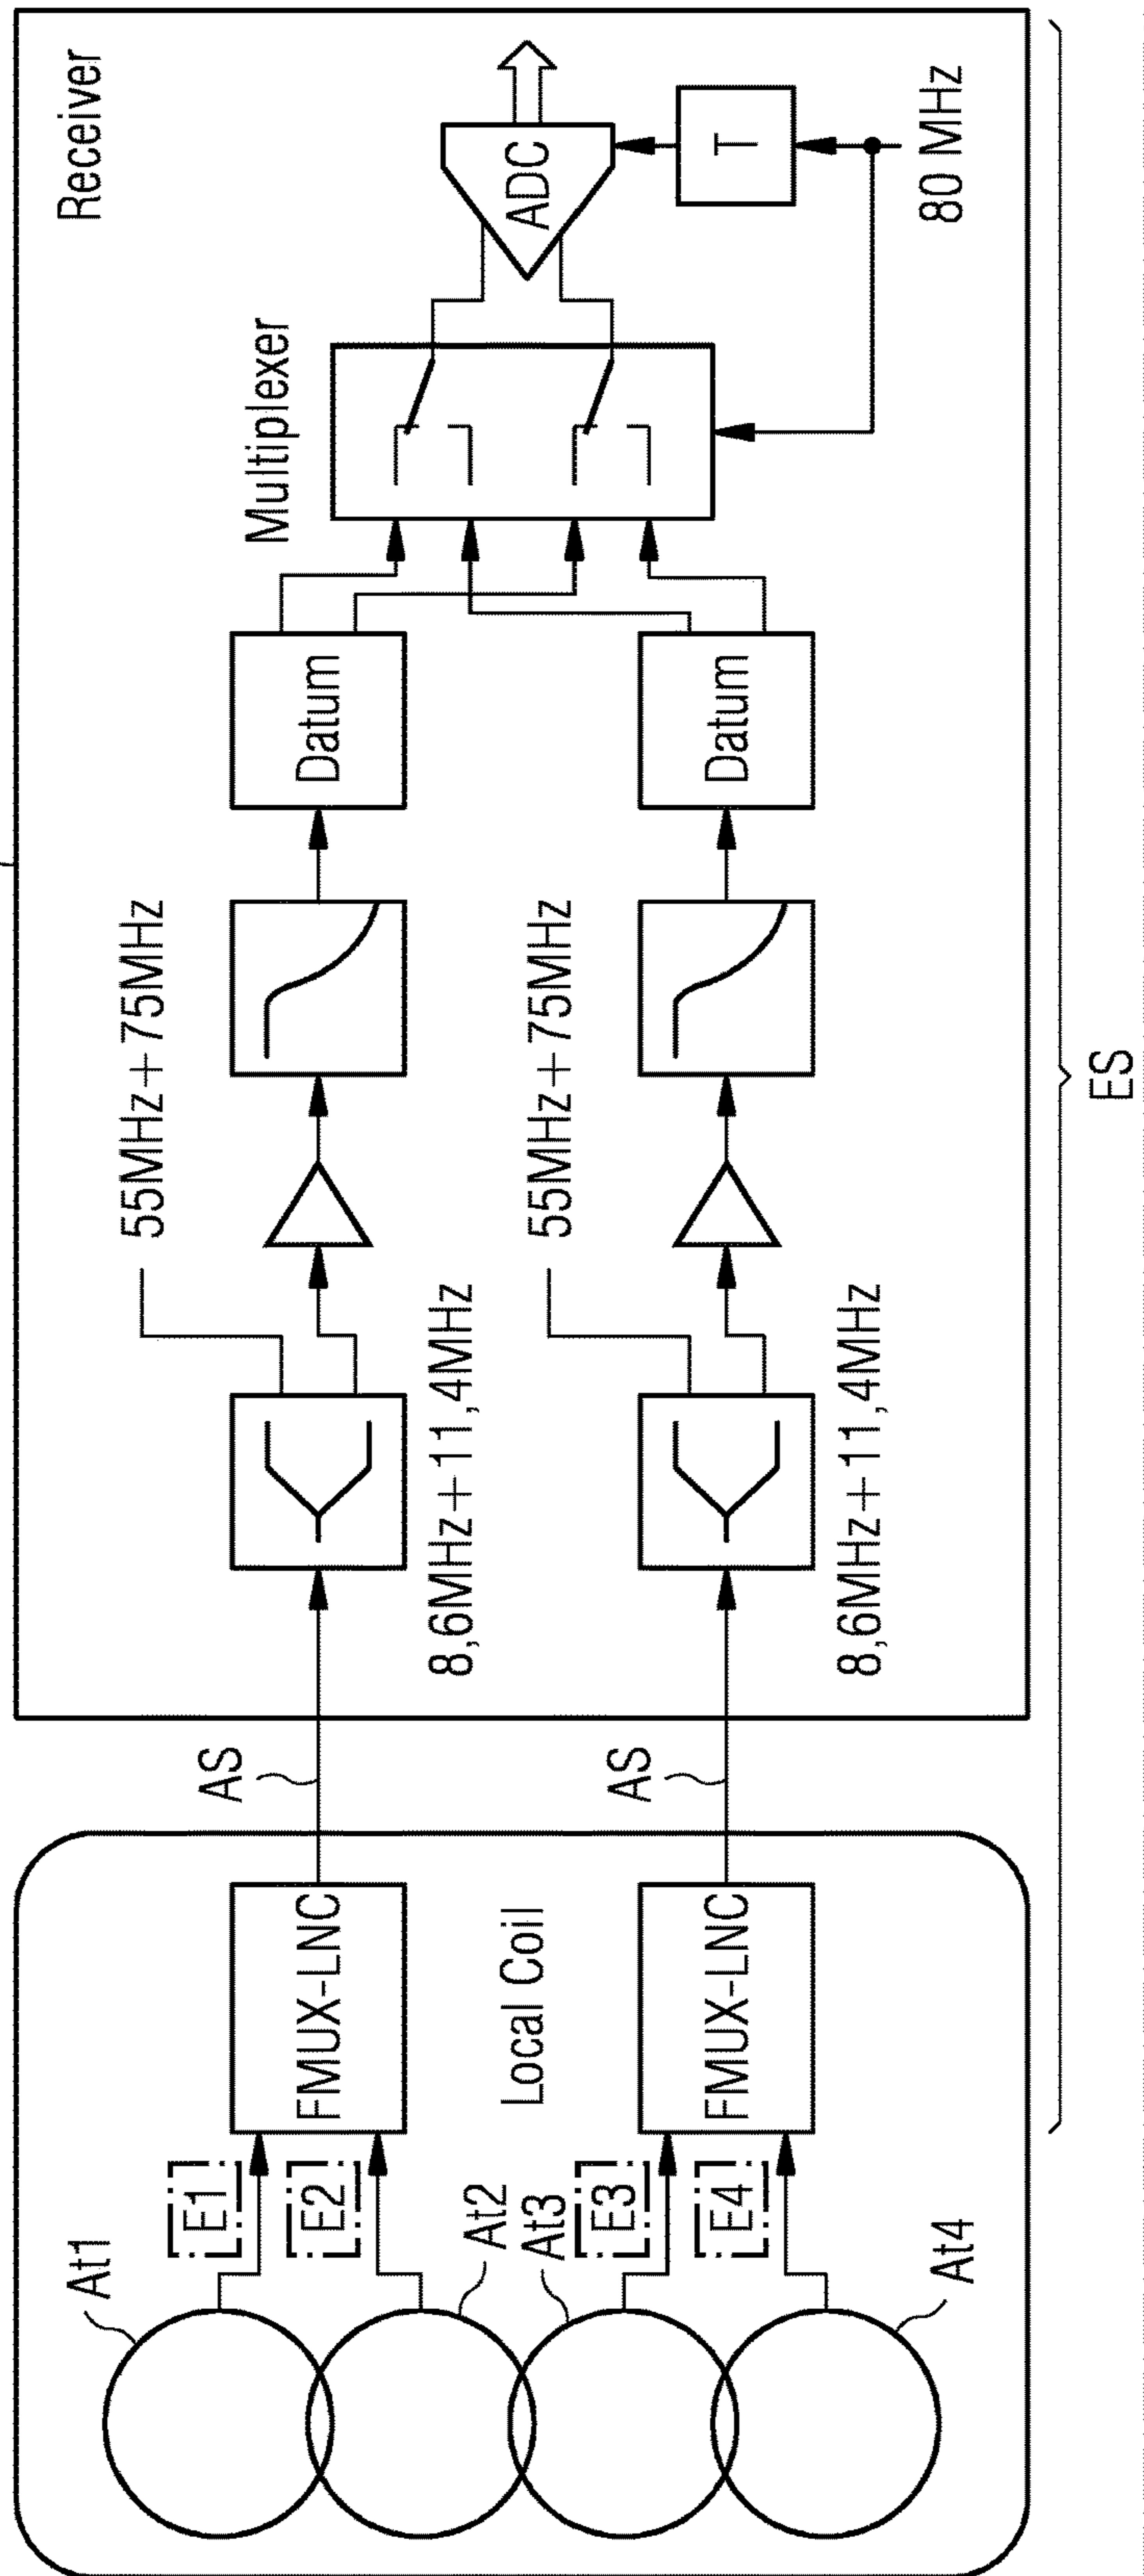 Receiver
ADC
T
80 MHz
Multiplexer
Datum
Datum
55MHz+75MHz
55MHz+75MHz
8,6MHz+11,4MHz
8,6MHz+11,4MHz
AS
AS
ES
FMUX-LNC
Local Coil
FMUX-LNC
E1
E2
E3
E4
At1
At2
At3
At4